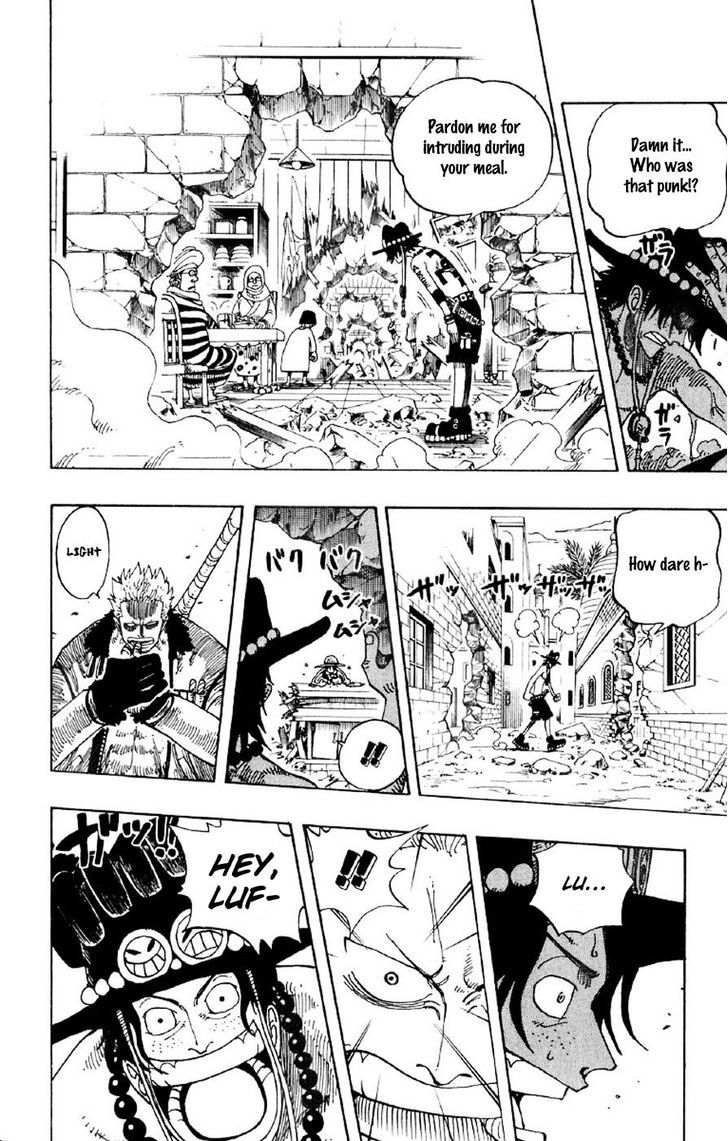 Damn it...
Who was
that punk!?
ガラ
ガラ
Pardon me for
intruding during
your meal.
How dare h-
ザッ ザッ ザッ ザッ
バク バク
ムシャ
ムシャ
!!
LIGHT
LU...
!!
HEY,
LUF-